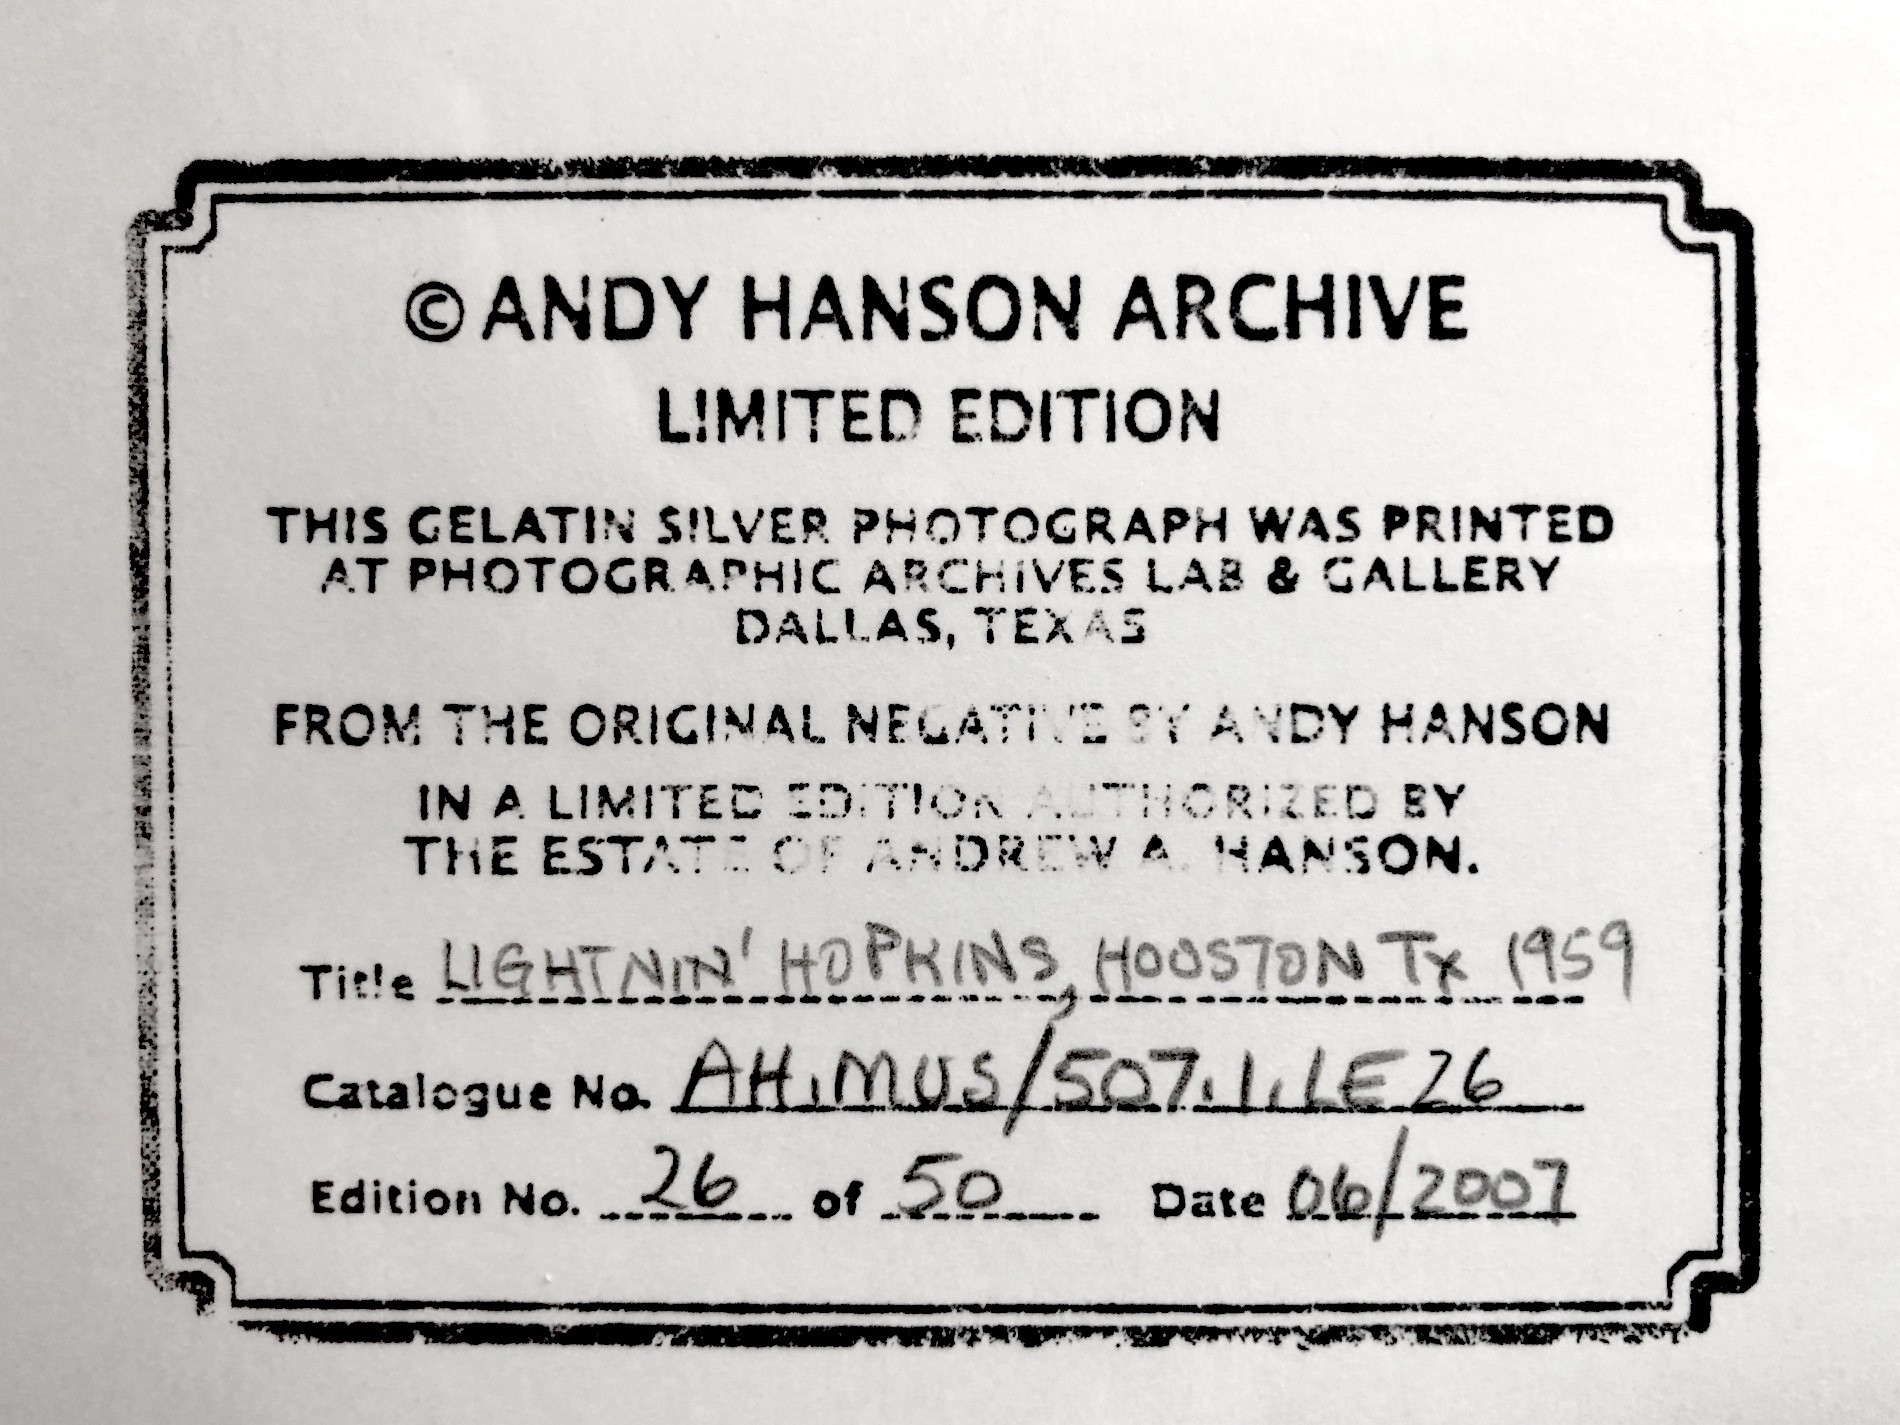 © ANDY HANSON ARCHIVE
LIMITED EDITION
THIS GELATIN SILVER PHOTOGRAPH WAS PRINTED
AT PHOTOGRAPHIC ARCHIVES LAB & GALLERY
DALLAS, TEXAS
FROM THE ORIGINAL NEGATIVE BY ANDY HANSON
IN A LIMITED EDITION AUTHORIZED BY
THE ESTATE OF ANDREW A. HANSON.
Title LIGHTNIN' HOPKINS, HOUSTON TX 1959
Catalogue No. AH.MUS/507.1.LE26
Edition No. 26 of 50 Date 06/2007